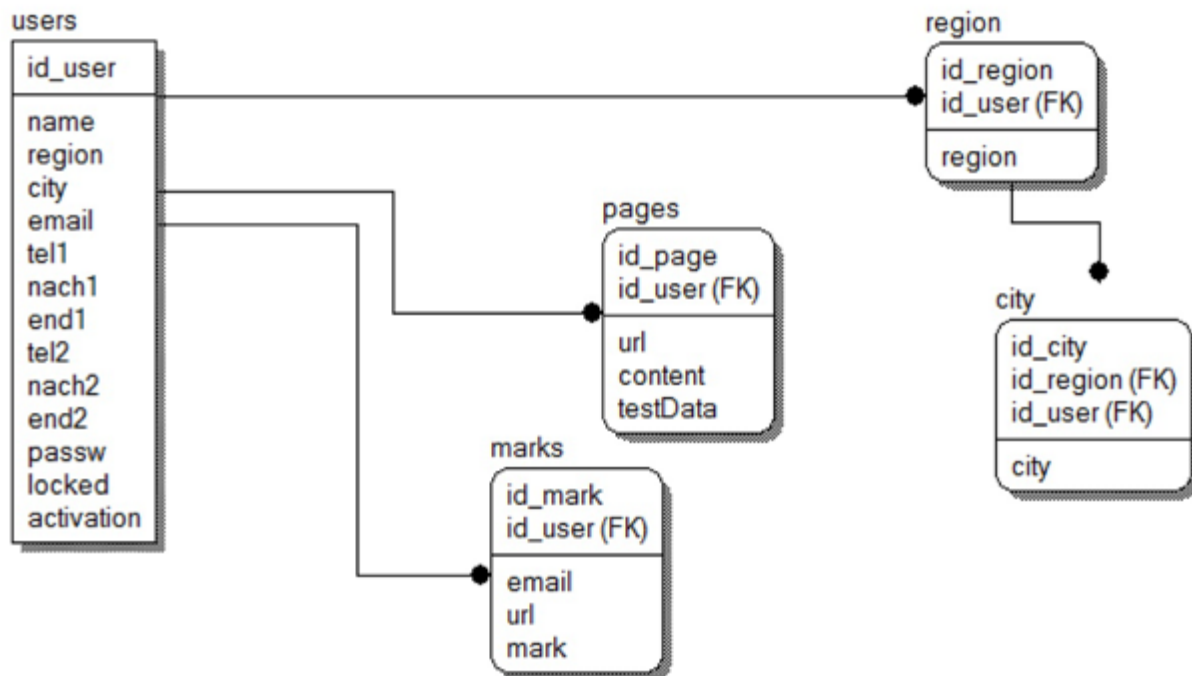 users
id_user
name
region
city
email
tel1
nach1
end1
tel2
nach2
end2
passw
locked
activation
region
id_region
id_user (FK)
region
pages
id_page
id_user (FK)
url
content
testData
city
id_city
id_region (FK)
id_user (FK)
city
marks
id_mark
id_user (FK)
email
url
mark